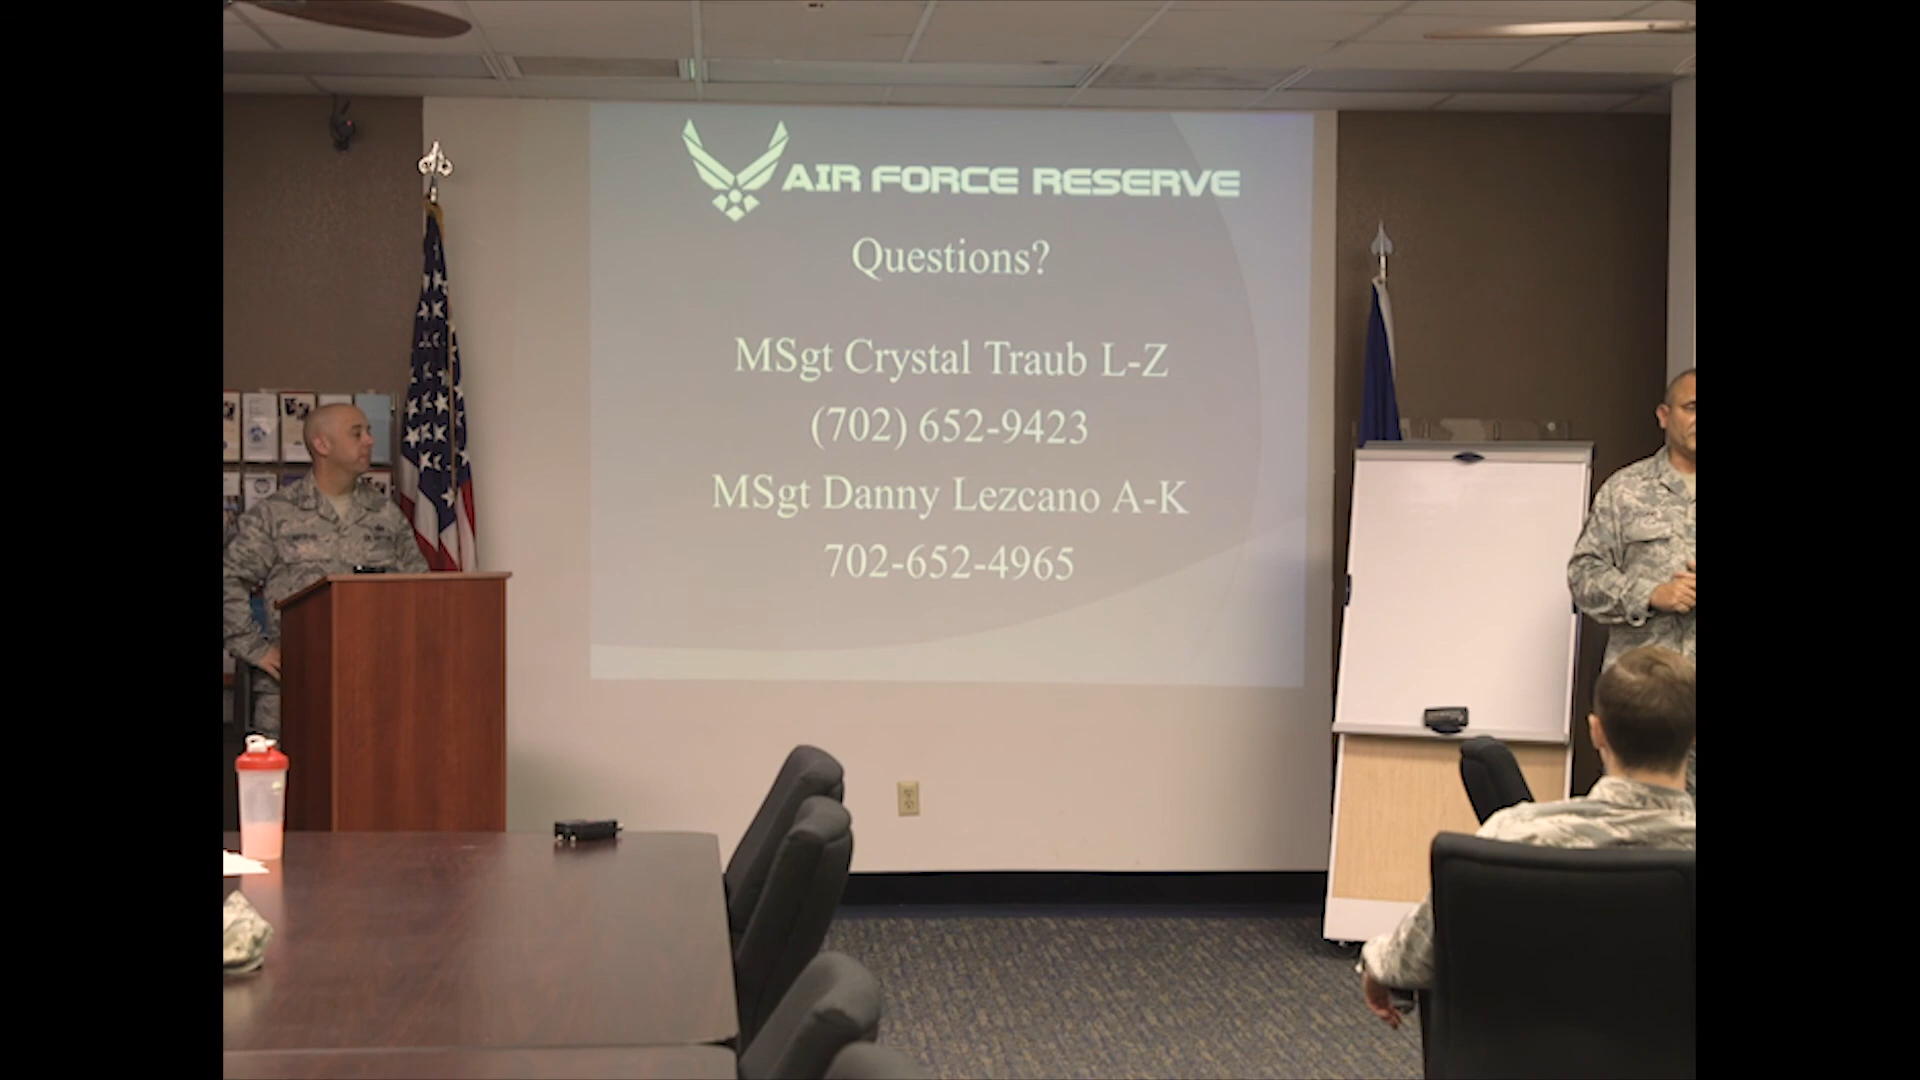 AIR FORCE RESERVE
Questions?
MSgt Crystal Traub L-Z
(702) 652-9423
MSgt Danny Lezcano A-K
702-652-4965